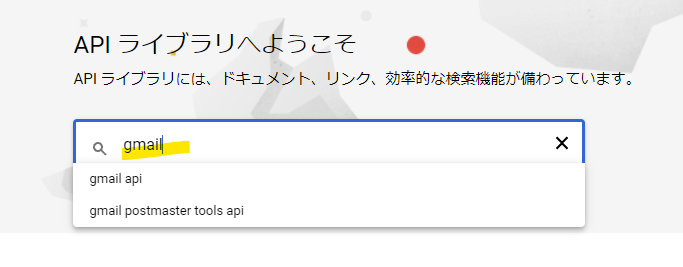 API ライブラリへようこそ
API ライブラリには、ドキュメント、リンク、効率的な検索機能が備わっています。
gmail
gmail api
gmail postmaster tools api